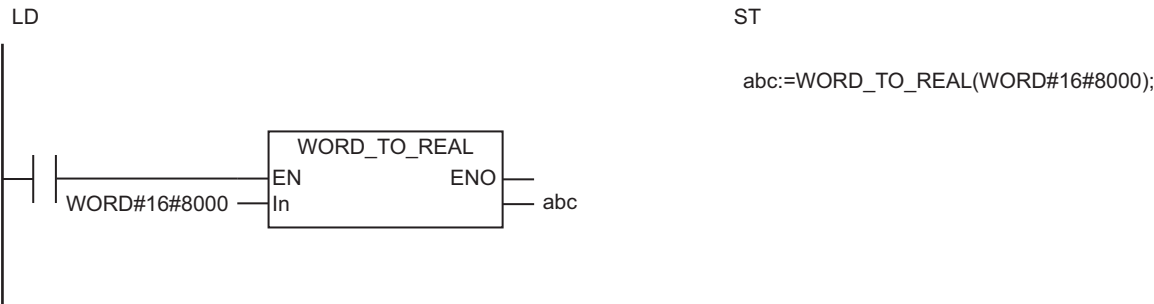 LD
WORD_TO_REAL
EN ENO
WORD#16#8000 In abc
ST
abc:=WORD_TO_REAL(WORD#16#8000);